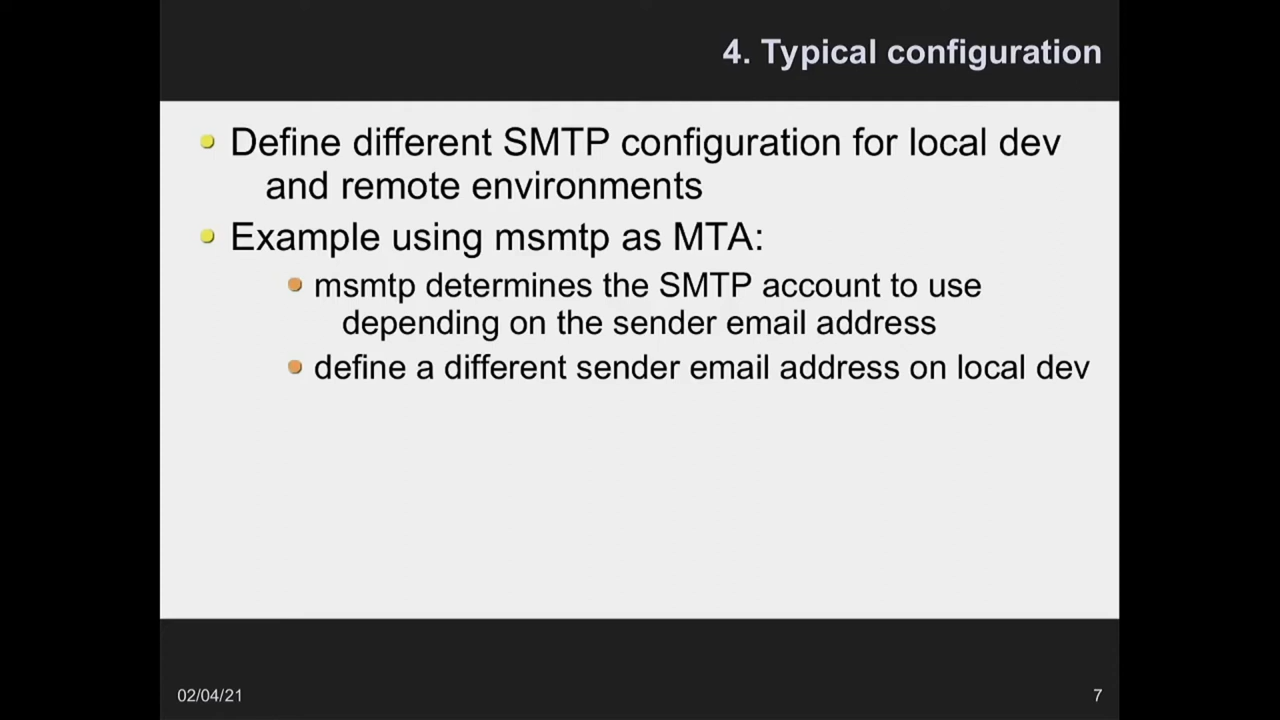 4. Typical configuration
Define different SMTP configuration for local dev
and remote environments
Example using msmtp as MTA:
msmtp determines the SMTP account to use
depending on the sender email address
define a different sender email address on local dev
02/04/21
7